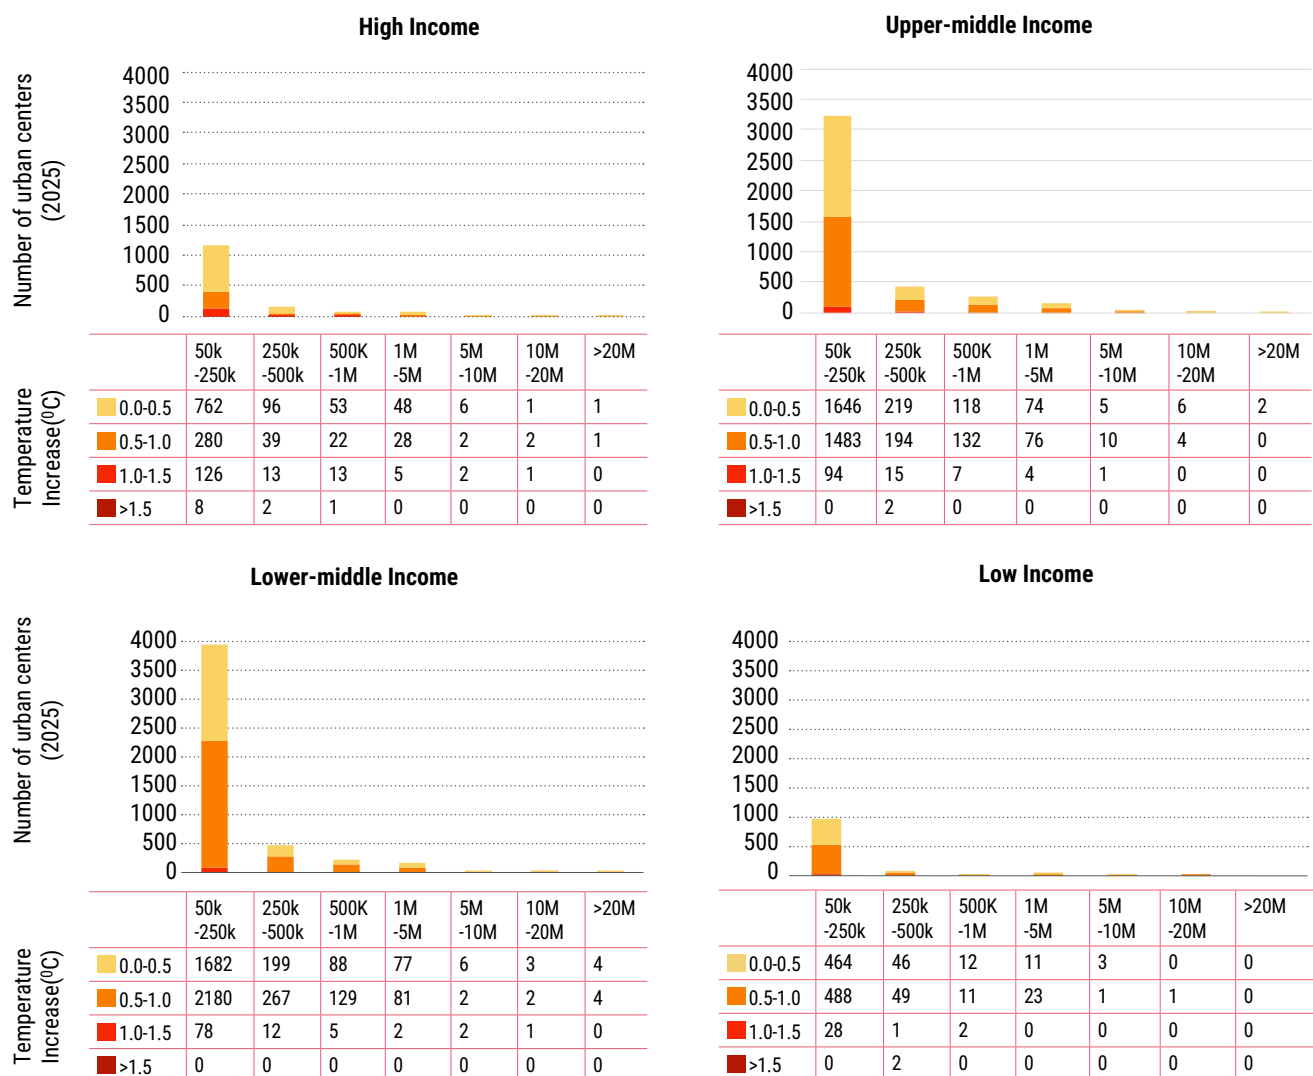 High Income
Number of urban centers
(2025)
4000
3500
3000
2500
2000
1500
1000
500
0
50k 250k 500K 1M 5M 10M >20M
-250k -500k -1M -5M -10M -20M
Temperature
Increase(⁰C)
0.0-0.5 762 96 53 48 6 1 1
0.5-1.0 280 39 22 28 2 2 1
1.0-1.5 126 13 13 5 2 1 0
>1.5 8 2 1 0 0 0 0
Upper-middle Income
4000
3500
3000
2500
2000
1500
1000
500
0
50k 250k 500K 1M 5M 10M >20M
-250k -500k -1M -5M -10M -20M
0.0-0.5 1646 219 118 74 5 6 2
0.5-1.0 1483 194 132 76 10 4 0
1.0-1.5 94 15 7 4 1 0 0
>1.5 0 2 0 0 0 0 0
Lower-middle Income
Number of urban centers
(2025)
4000
3500
3000
2500
2000
1500
1000
500
0
50k 250k 500K 1M 5M 10M >20M
-250k -500k -1M -5M -10M -20M
Temperature
Increase(⁰C)
0.0-0.5 1682 199 88 77 6 3 4
0.5-1.0 2180 267 129 81 2 2 4
1.0-1.5 78 12 5 2 2 1 0
>1.5 0 0 0 0 0 0 0
Low Income
4000
3500
3000
2500
2000
1500
1000
500
0
50k 250k 500K 1M 5M 10M >20M
-250k -500k -1M -5M -10M -20M
0.0-0.5 464 46 12 11 3 0 0
0.5-1.0 488 49 11 23 1 1 0
1.0-1.5 28 1 2 0 0 0 0
>1.5 0 2 0 0 0 0 0